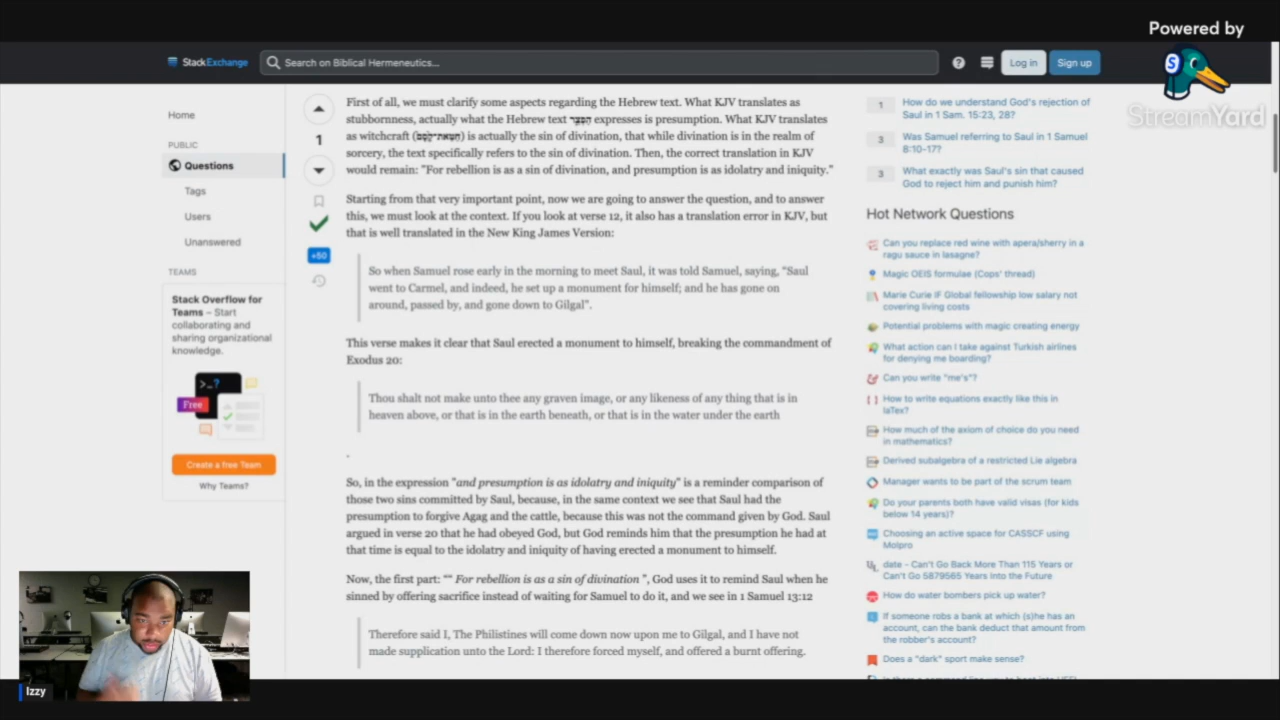 Powered by
StreamYard
StackExchange
Search on Biblical Hermeneutics...
Log in
Sign up
Home
PUBLIC
Questions
Tags
Users
Unanswered
TEAMS
Stack Overflow for
Teams – Start
collaborating and
sharing organizational
knowledge.
Free
Create a free Team
Why Teams?
1
+50
First of all, we must clarify some aspects regarding the Hebrew text. What KJV translates as
stubbornness, actually what the Hebrew text הַפְצַ֑ר expresses is presumption. What KJV translates
as witchcraft (חַטַּאת־קֶ֙סֶם֙) is actually the sin of divination, that while divination is in the realm of
sorcery, the text specifically refers to the sin of divination. Then, the correct translation in KJV
would remain: "For rebellion is as a sin of divination, and presumption is as idolatry and iniquity."
Starting from that very important point, now we are going to answer the question, and to answer
this, we must look at the context. If you look at verse 12, it also has a translation error in KJV, but
that is well translated in the New King James Version:
So when Samuel rose early in the morning to meet Saul, it was told Samuel, saying, “Saul
went to Carmel, and indeed, he set up a monument for himself; and he has gone on
around, passed by, and gone down to Gilgal”.
This verse makes it clear that Saul erected a monument to himself, breaking the commandment of
Exodus 20:
Thou shalt not make unto thee any graven image, or any likeness of any thing that is in
heaven above, or that is in the earth beneath, or that is in the water under the earth
.
So, in the expression "and presumption is as idolatry and iniquity" is a reminder comparison of
those two sins committed by Saul, because, in the same context we see that Saul had the
presumption to forgive Agag and the cattle, because this was not the command given by God. Saul
argued in verse 20 that he had obeyed God, but God reminds him that the presumption he had at
that time is equal to the idolatry and iniquity of having erected a monument to himself.
Now, the first part: "“ For rebellion is as a sin of divination ", God uses it to remind Saul when he
sinned by offering sacrifice instead of waiting for Samuel to do it, and we see in 1 Samuel 13:12
Therefore said I, The Philistines will come down now upon me to Gilgal, and I have not
made supplication unto the Lord: I therefore forced myself, and offered a burnt offering.
1 How do we understand God's rejection of
Saul in 1 Sam. 15:23, 28?
3 Was Samuel referring to Saul in 1 Samuel
8:10-17?
3 What exactly was Saul's sin that caused
God to reject him and punish him?
Hot Network Questions
Can you replace red wine with apera/sherry in a
ragu sauce in lasagne?
Magic OEIS formulae (Cops' thread)
Marie Curie IF Global fellowship low salary not
covering living costs
Potential problems with magic creating energy
What action can I take against Turkish airlines
for denying me boarding?
Can you write "me's"?
How to write equations exactly like this in
laTex?
How much of the axiom of choice do you need
in mathematics?
Derived subalgebra of a restricted Lie algebra
Manager wants to be part of the scrum team
Do your parents both have valid visas (for kids
below 14 years)?
Choosing an active space for CASSCF using
Molpro
date - Can't Go Back More Than 115 Years or
Can't Go 5879565 Years Into the Future
How do water bombers pick up water?
If someone robs a bank at which (s)he has an
account, can the bank deduct that amount from
the robber's account?
Does a "dark" sport make sense?
Izzy